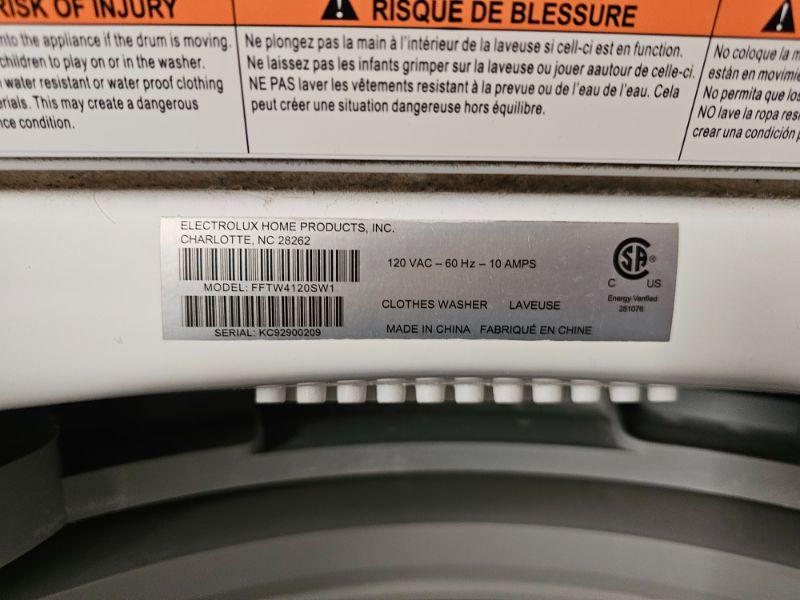 RISK OF INJURY
into the appliance if the drum is moving.
children to play on or in the washer.
water resistant or water proof clothing
erials. This may create a dangerous
nce condition.
RISQUE DE BLESSURE
Ne plongez pas la main à l'intérieur de la laveuse si cell-ci est en function.
Ne laissez pas les infants grimper sur la laveuse ou jouer aautour de celle-ci.
NE PAS laver les vêtements resistant à la prevue ou de l'eau de l'eau. Cela
peut créer une situation dangereuse hors équilibre.
No coloque la m
están en movimie
No permita que los
NO lave la ropa resi
crear una condición p
ELECTROLUX HOME PRODUCTS, INC.
CHARLOTTE, NC 28262
MODEL: FFTW4120SW1
SERIAL: KC92900209
120 VAC – 60 Hz – 10 AMPS
CLOTHES WASHER LAVEUSE
MADE IN CHINA FABRIQUÉ EN CHINE
SA ®
C US
Energy Verified
251076